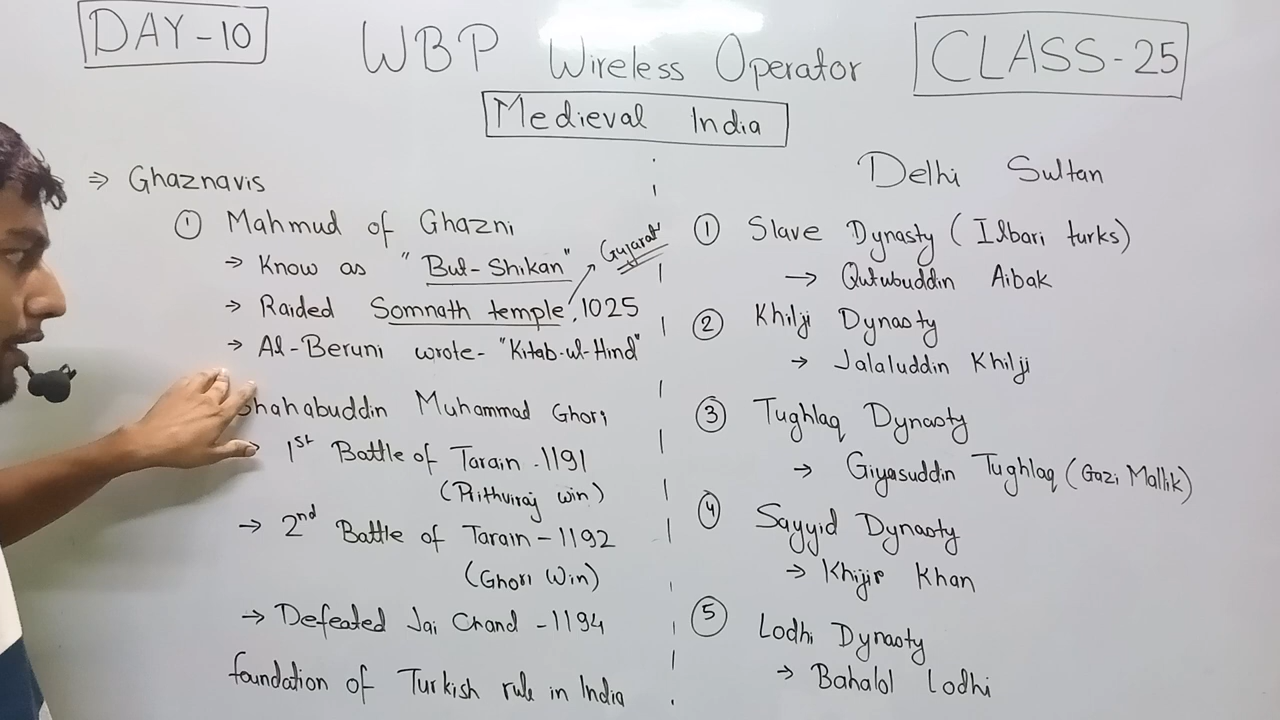 DAY-10
WBP Wireless Operator
CLASS-25
Medieval India
⇒ Ghaznavis
① Mahmud of Ghazni
→ Know as "But-Shikan"
→ Raided Somnath temple, 1025
Gujarat
→ Al-Beruni wrote- "Kitab-ul-Hind"
Shahabuddin Muhammad Ghori
→ 1st Battle of Tarain - 1191
(Prithviraj win)
→ 2nd Battle of Tarain - 1192
(Ghori Win)
→ Defeated Jai Chand - 1194
foundation of Turkish rule in India
Delhi Sultan
① Slave Dynasty (Ilbari turks)
→ Qutubuddin Aibak
② Khilji Dynasty
→ Jalaluddin Khilji
③ Tughlaq Dynasty
→ Giyasuddin Tughlaq (Gazi Mallik)
④ Sayyid Dynasty
→ Khijir Khan
⑤ Lodhi Dynasty
→ Bahalol Lodhi